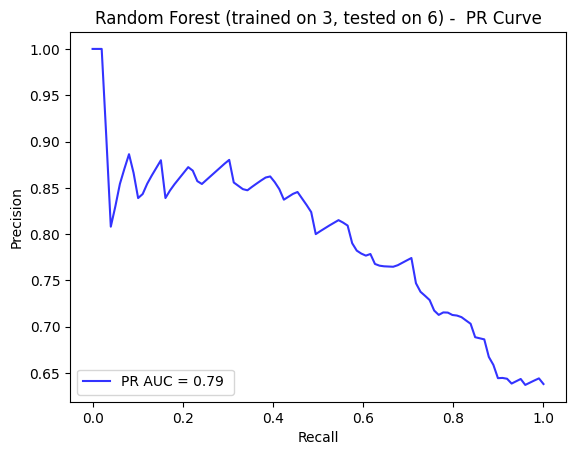 Random Forest (trained on 3, tested on 6) -  PR Curve
1.00
0.95
0.90
0.85
0.80
0.75
0.70
0.65
Precision
PR AUC = 0.79
0.0 0.2 0.4 0.6 0.8 1.0
Recall